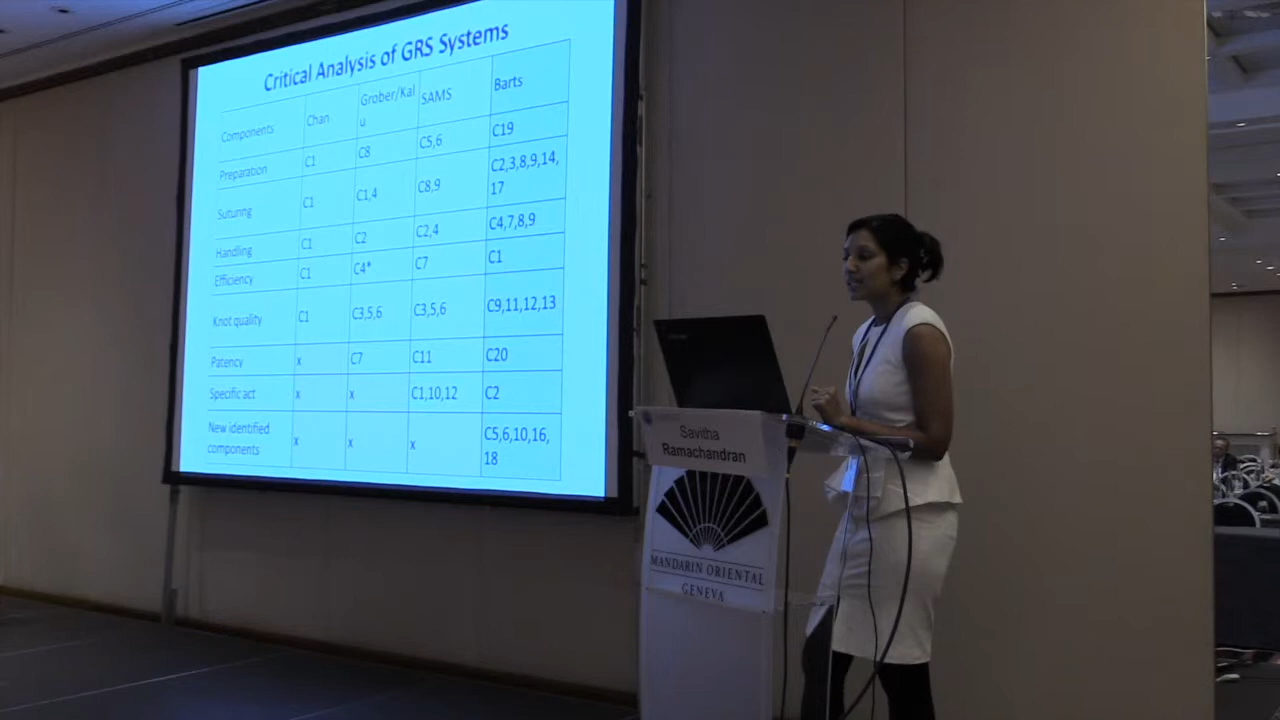 Critical Analysis of GRS Systems
Components Chan Grober/Kal SAMS Barts
u
Preparation C1 C8 C5,6 C19
Suturing C1 C1,4 C8,9 C2,3,8,9,14,
17
Handling C1 C2 C2,4 C4,7,8,9
Efficiency C1 C4* C7 C1
Knot quality C1 C3,5,6 C3,5,6 C9,11,12,13
Patency x C7 C11 C20
Specific act x x C1,10,12 C2
New identified x x x C5,6,10,16,
components 18
Savitha
Ramachandran
MANDARIN ORIENTAL
GENEVA